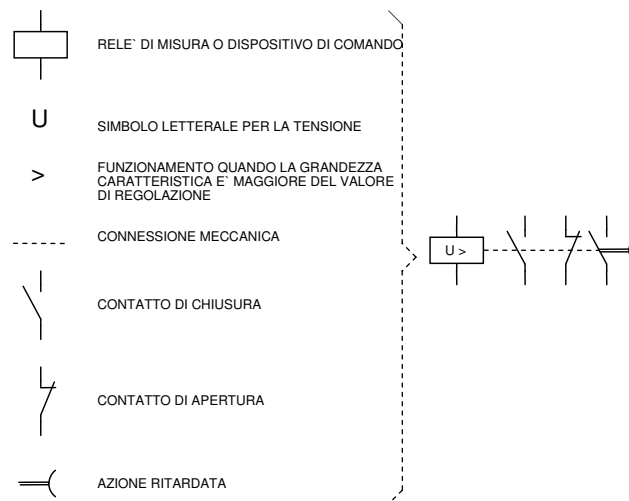 RELE` DI MISURA O DISPOSITIVO DI COMANDO
U
SIMBOLO LETTERALE PER LA TENSIONE
>
FUNZIONAMENTO QUANDO LA GRANDEZZA
CARATTERISTICA E` MAGGIORE DEL VALORE
DI REGOLAZIONE
CONNESSIONE MECCANICA
U >
CONTATTO DI CHIUSURA
CONTATTO DI APERTURA
AZIONE RITARDATA